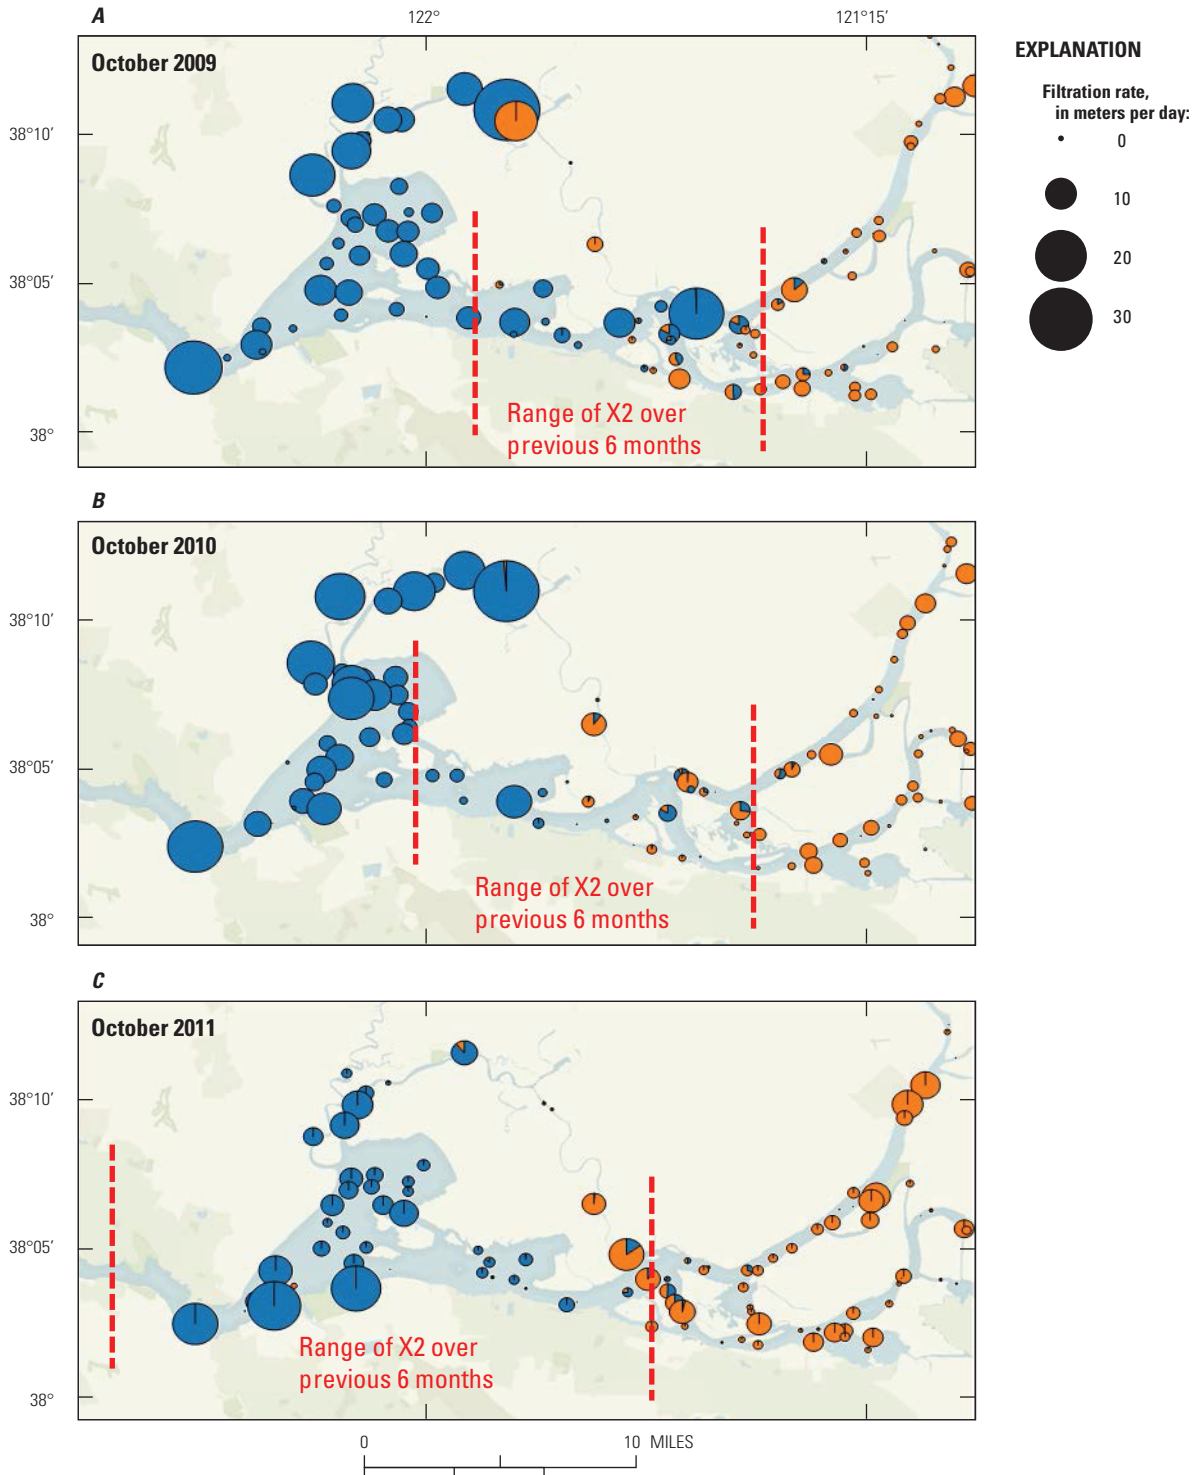 A
122°
121°15′
EXPLANATION
Filtration rate,
in meters per day:
0
10
20
30
October 2009
38°10′
38°05′
38°
Range of X2 over
previous 6 months
B
October 2010
38°10′
38°05′
38°
Range of X2 over
previous 6 months
C
October 2011
38°10′
38°05′
38°
Range of X2 over
previous 6 months
0 10 MILES